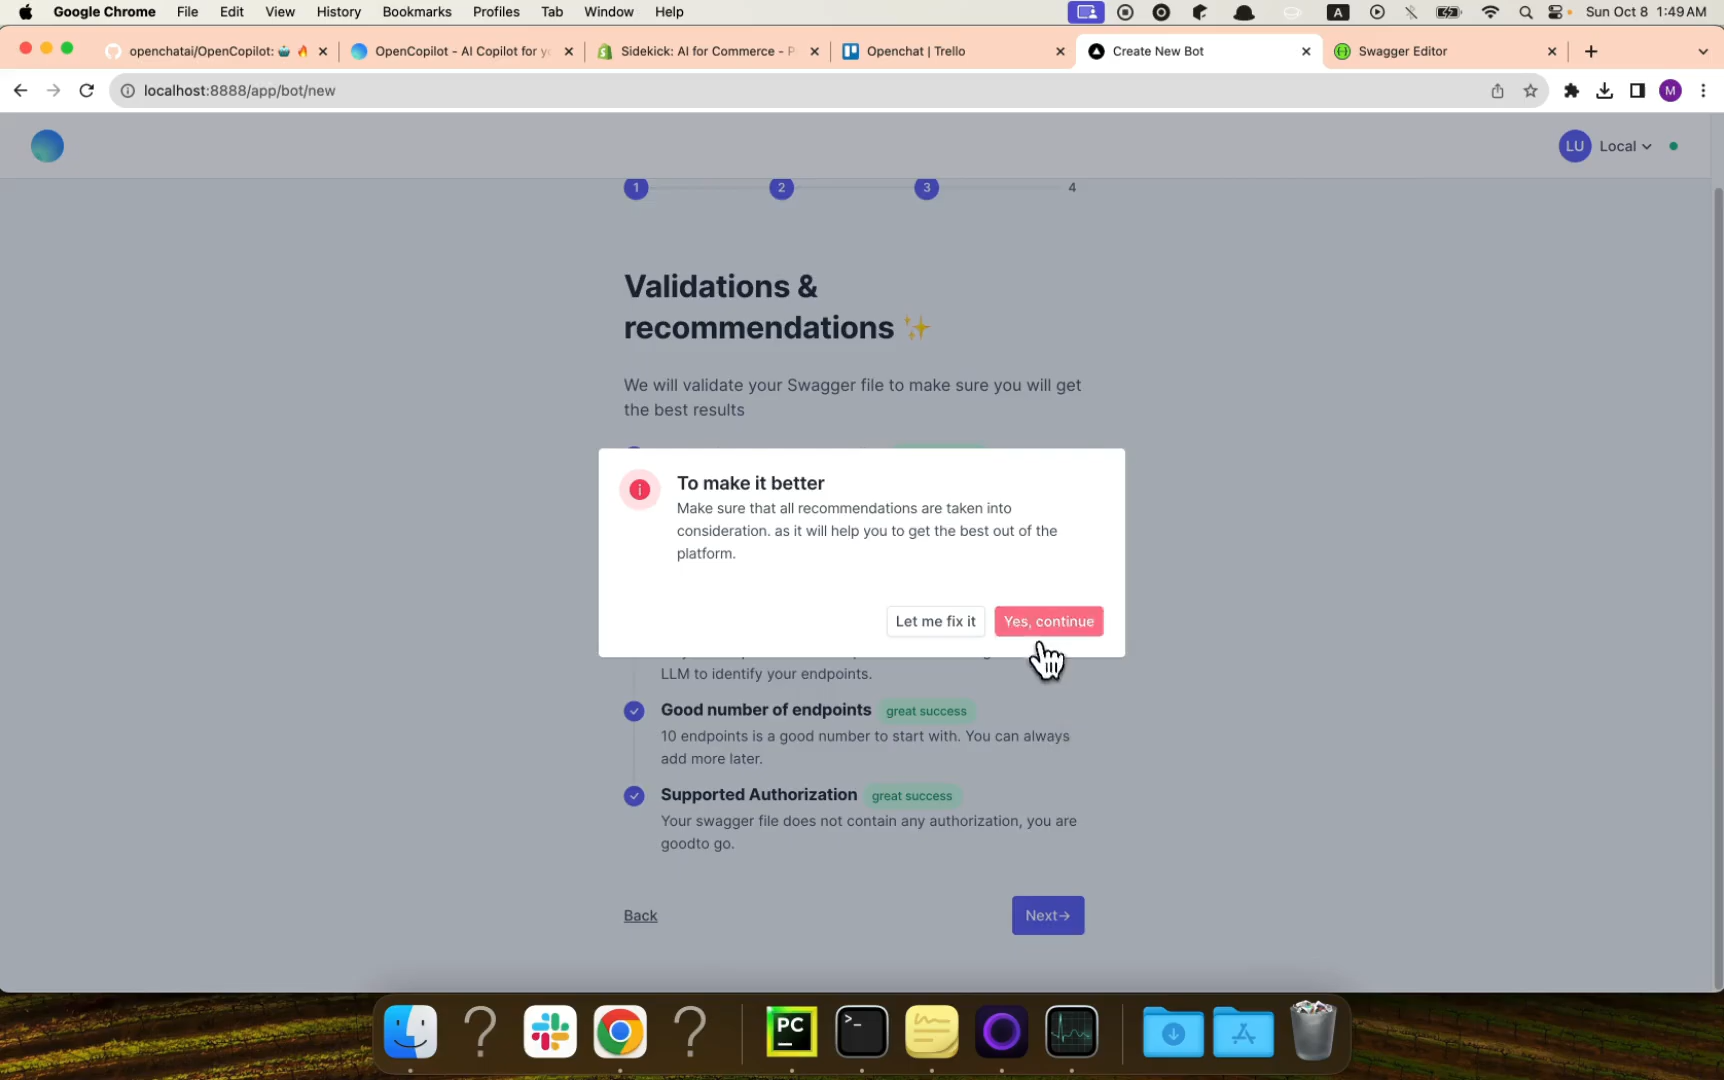 Google Chrome File Edit View History Bookmarks Profiles Tab Window Help A Sun Oct 8 1:49 AM
openchatai/OpenCopilot: OpenCopilot - AI Copilot for yo Sidekick: AI for Commerce - P Openchat | Trello Create New Bot Swagger Editor
localhost:8888/app/bot/new M
LU Local
1 2 3 4
Validations &
recommendations ✨
We will validate your Swagger file to make sure you will get
the best results
To make it better
Make sure that all recommendations are taken into
consideration. as it will help you to get the best out of the
platform.
Let me fix it Yes, continue
LLM to identify your endpoints.
Good number of endpoints great success
10 endpoints is a good number to start with. You can always
add more later.
Supported Authorization great success
Your swagger file does not contain any authorization, you are
goodto go.
Back Next→
? ? PC >_